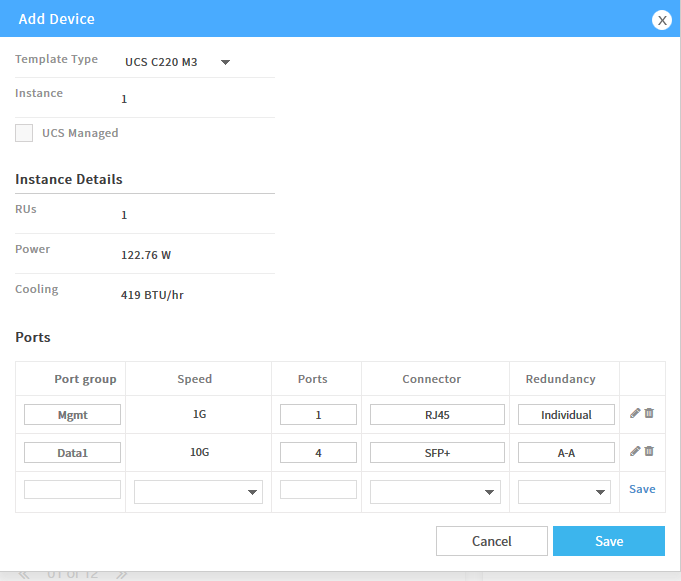 Add Device
X
Template Type UCS C220 M3
Instance 1
UCS Managed
Instance Details
RUs 1
Power 122.76 W
Cooling 419 BTU/hr
Ports
Port group Speed Ports Connector Redundancy
Mgmt 1G 1 RJ45 Individual
Data1 10G 4 SFP+ A-A
Save
Cancel Save
01 of 12